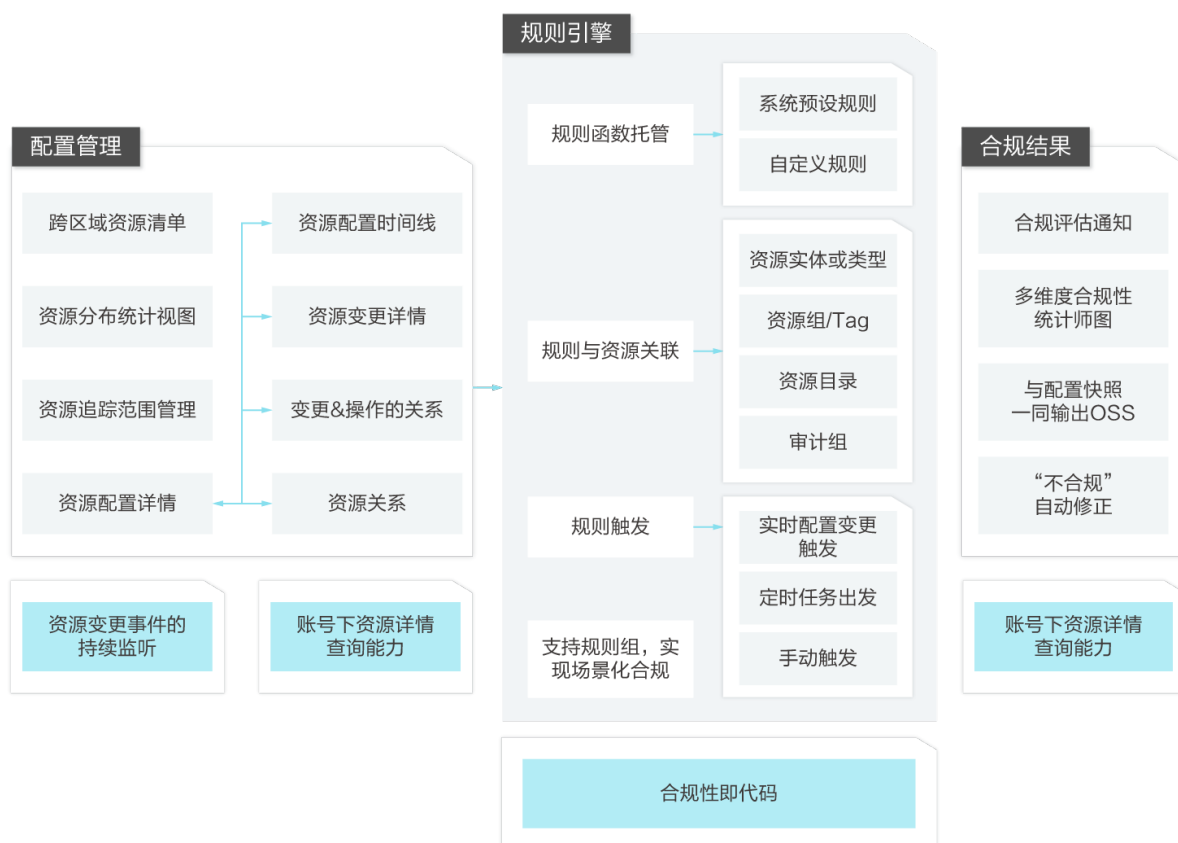 配置管理
跨区域资源清单
资源配置时间线
资源分布统计视图
资源变更详情
资源追踪范围管理
变更&操作的关系
资源配置详情
资源关系
资源变更事件的
持续监听
账号下资源详情
查询能力
规则引擎
规则函数托管
系统预设规则
自定义规则
规则与资源关联
资源实体或类型
资源组/Tag
资源目录
审计组
规则触发
实时配置变更
触发
定时任务出发
手动触发
支持规则组，实
现场景化合规
合规性即代码
合规结果
合规评估通知
多维度合规性
统计师图
与配置快照
一同输出OSS
“不合规”
自动修正
账号下资源详情
查询能力